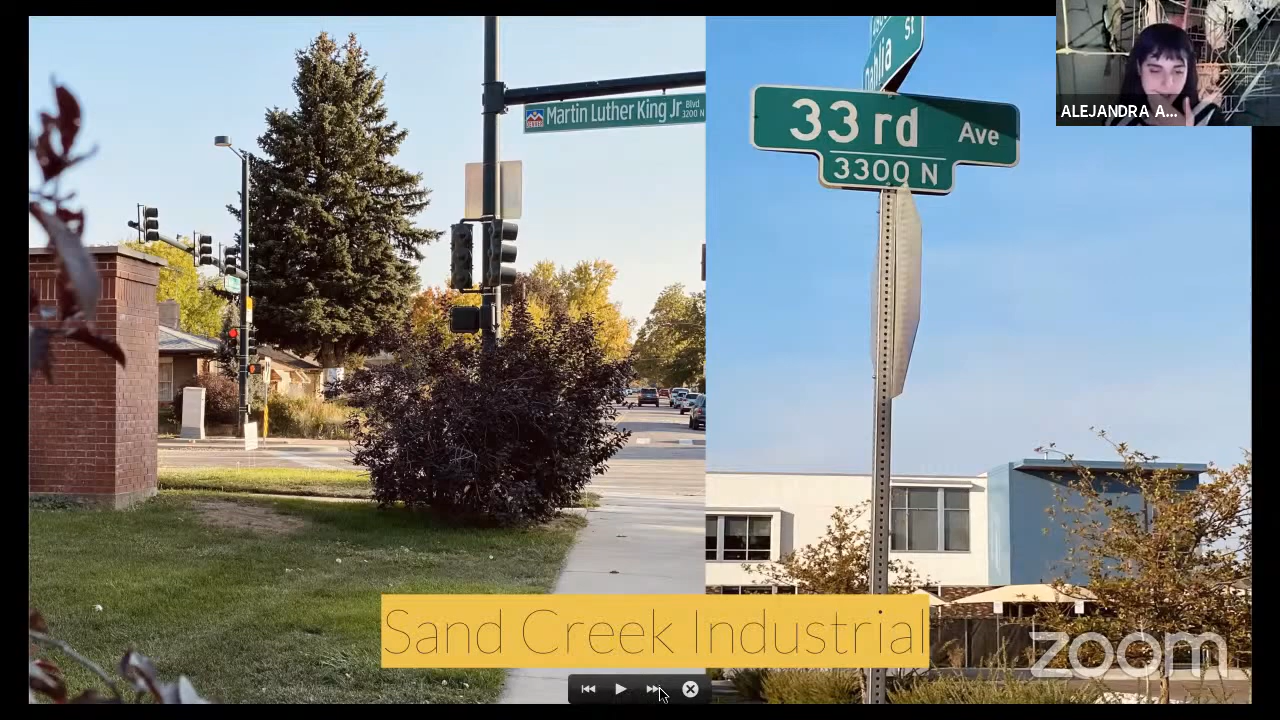 Martin Luther King Jr Blvd
3200 N
Dahlia St
33rd Ave
3300 N
ALEJANDRA A...
Sand Creek Industrial
zoom